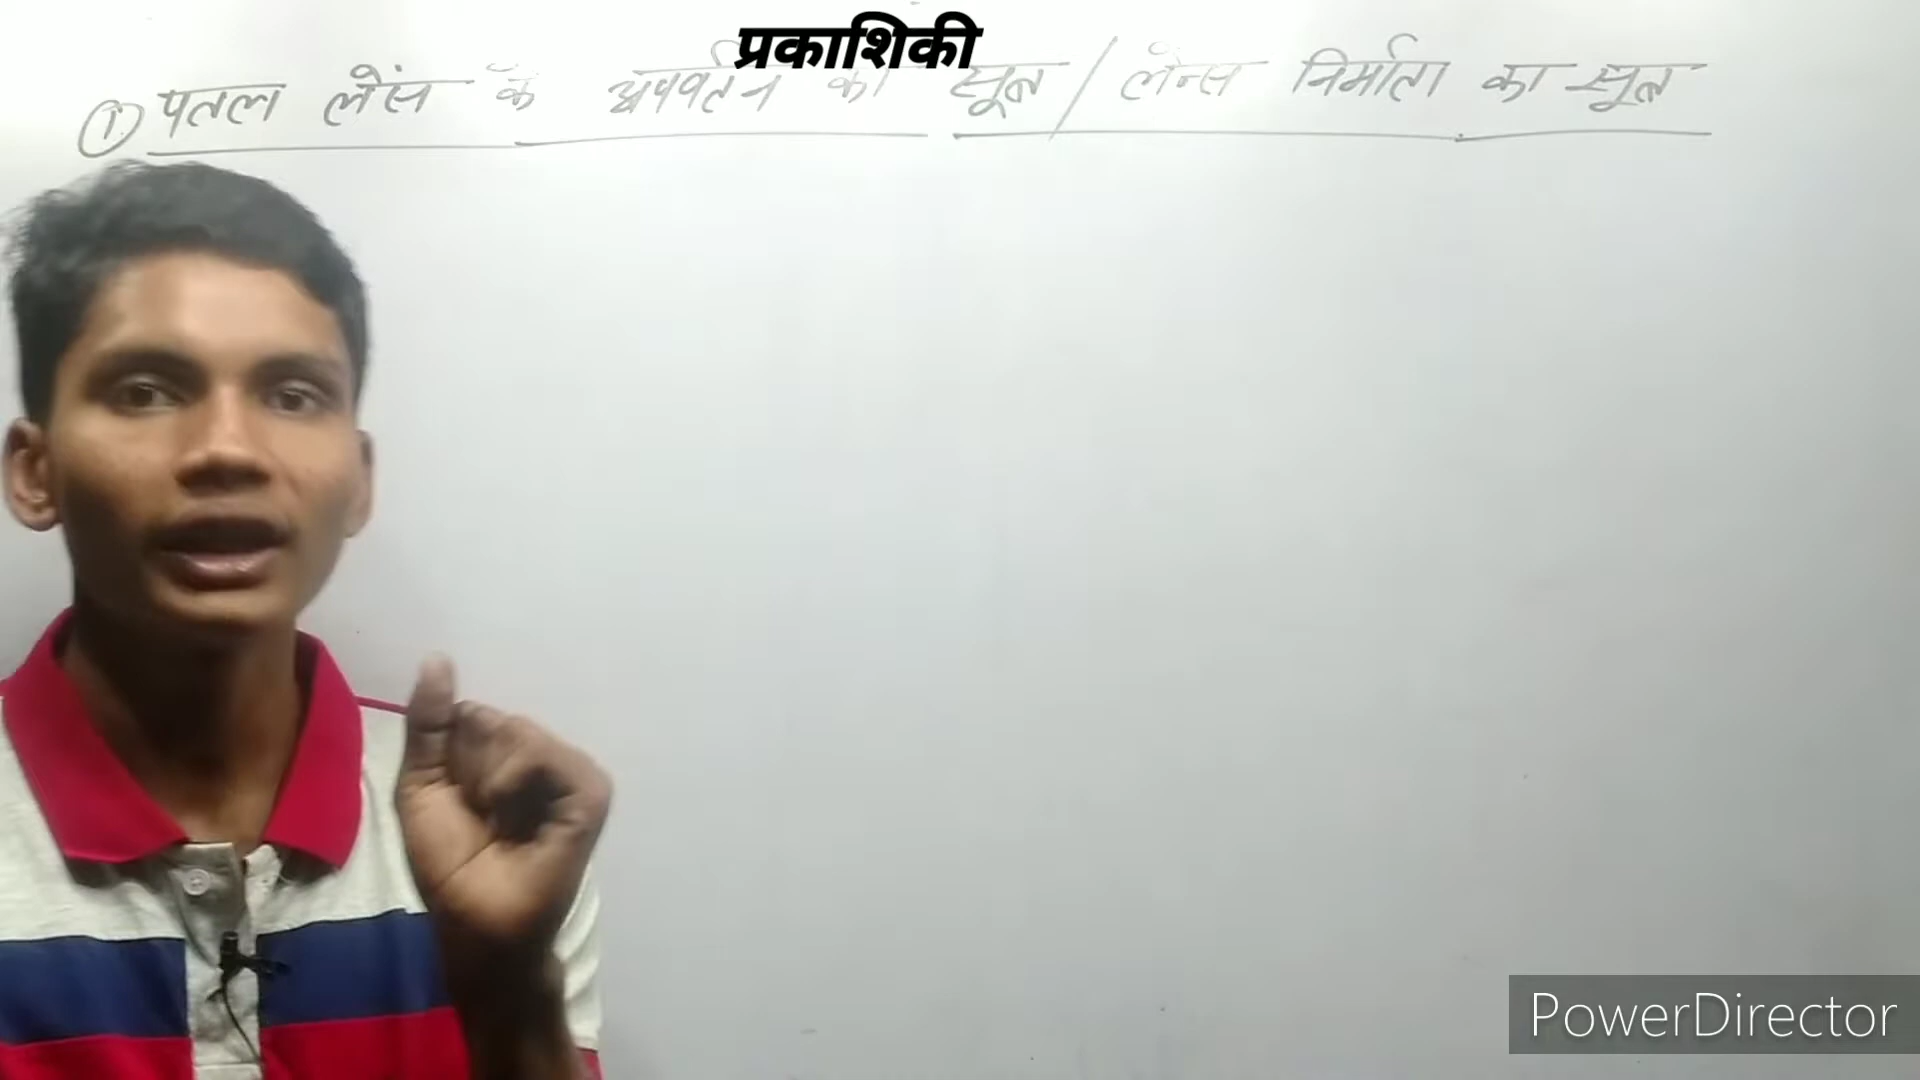 प्रकाशिकी
① पतल लेंस के अपवर्तन का सूत्र / लेन्स निर्माता का सूत्र
PowerDirector